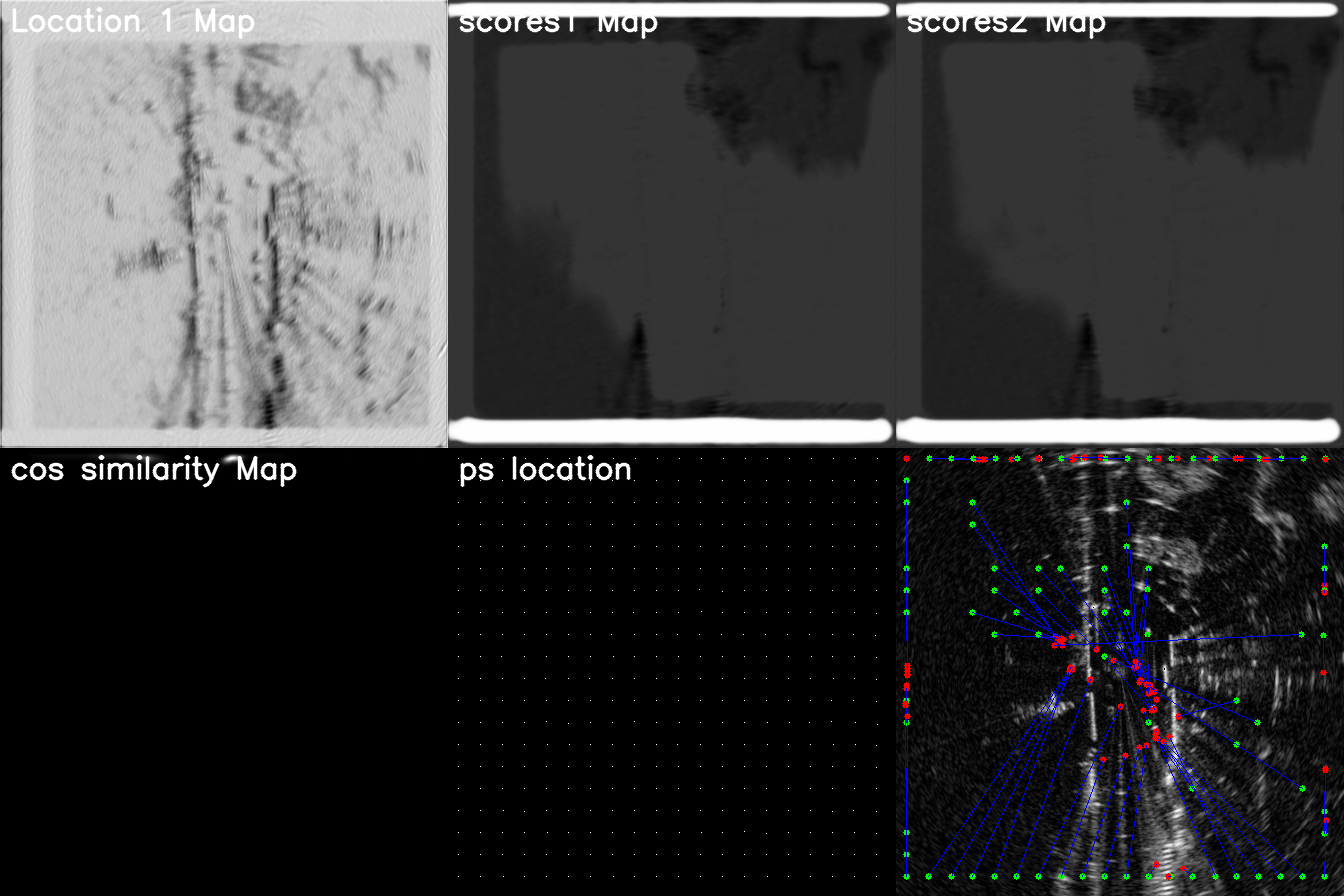 Location 1 Map
scores1 Map
scores2 Map
cos similarity Map
ps location